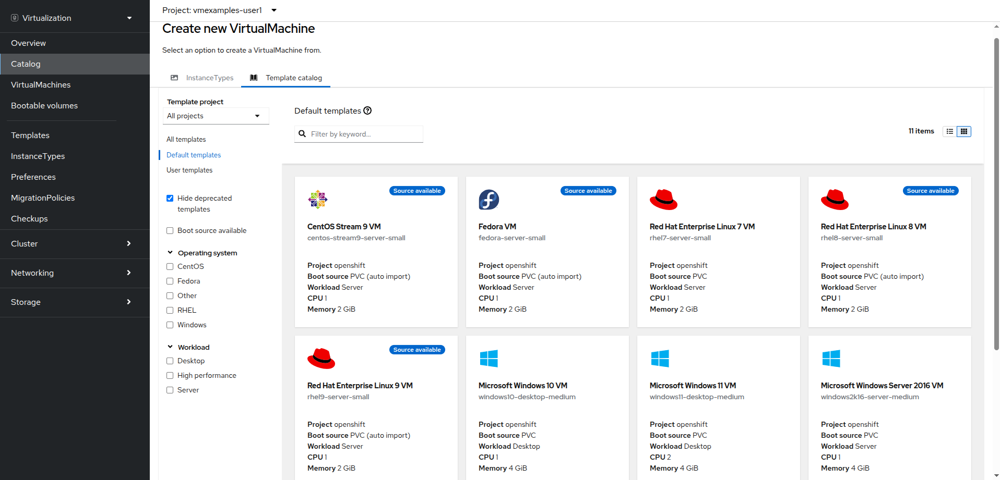 Virtualization
Overview
Catalog
VirtualMachines
Bootable volumes
Templates
InstanceTypes
Preferences
MigrationPolicies
Checkups
Cluster
Networking
Storage
Project: vmexamples-user1
Create new VirtualMachine
Select an option to create a VirtualMachine from.
InstanceTypes
Template catalog
Template project
All projects
All templates
Default templates
User templates
Hide deprecated
templates
Boot source available
Operating system
CentOS
Fedora
Other
RHEL
Windows
Workload
Desktop
High performance
Server
Default templates
Filter by keyword...
11 items
Source available
CentOS Stream 9 VM
centos-stream9-server-small
Project openshift
Boot source PVC (auto import)
Workload Server
CPU 1
Memory 2 GiB
Source available
Fedora VM
fedora-server-small
Project openshift
Boot source PVC (auto import)
Workload Server
CPU 1
Memory 2 GiB
Red Hat Enterprise Linux 7 VM
rhel7-server-small
Project openshift
Boot source PVC
Workload Server
CPU 1
Memory 2 GiB
Source available
Red Hat Enterprise Linux 8 VM
rhel8-server-small
Project openshift
Boot source PVC (auto import)
Workload Server
CPU 1
Memory 2 GiB
Source available
Red Hat Enterprise Linux 9 VM
rhel9-server-small
Project openshift
Boot source PVC (auto import)
Workload Server
CPU 1
Memory 2 GiB
Microsoft Windows 10 VM
windows10-desktop-medium
Project openshift
Boot source PVC
Workload Desktop
CPU 1
Memory 4 GiB
Microsoft Windows 11 VM
windows11-desktop-medium
Project openshift
Boot source PVC
Workload Desktop
CPU 2
Memory 4 GiB
Microsoft Windows Server 2016 VM
windows2k16-server-medium
Project openshift
Boot source PVC
Workload Server
CPU 1
Memory 4 GiB